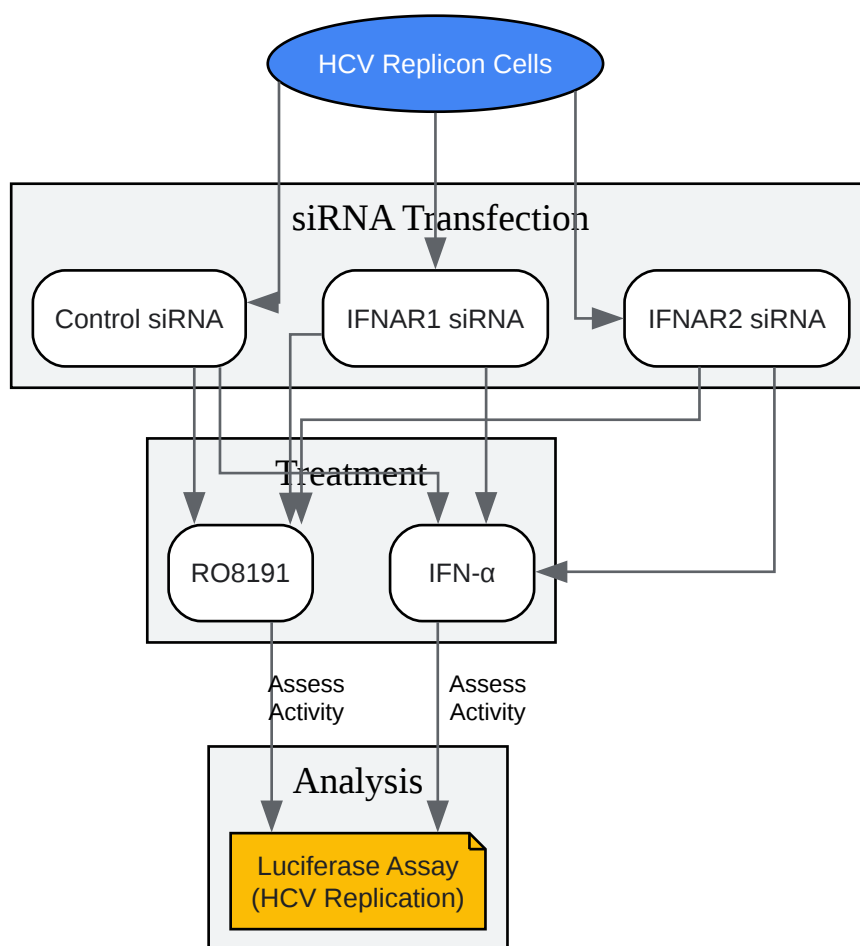 HCV Replicon Cells
siRNA Transfection
Control siRNA
IFNAR1 siRNA
IFNAR2 siRNA
Treatment
RO8191
IFN-α
Assess
Activity
Assess
Activity
Analysis
Luciferase Assay
(HCV Replication)